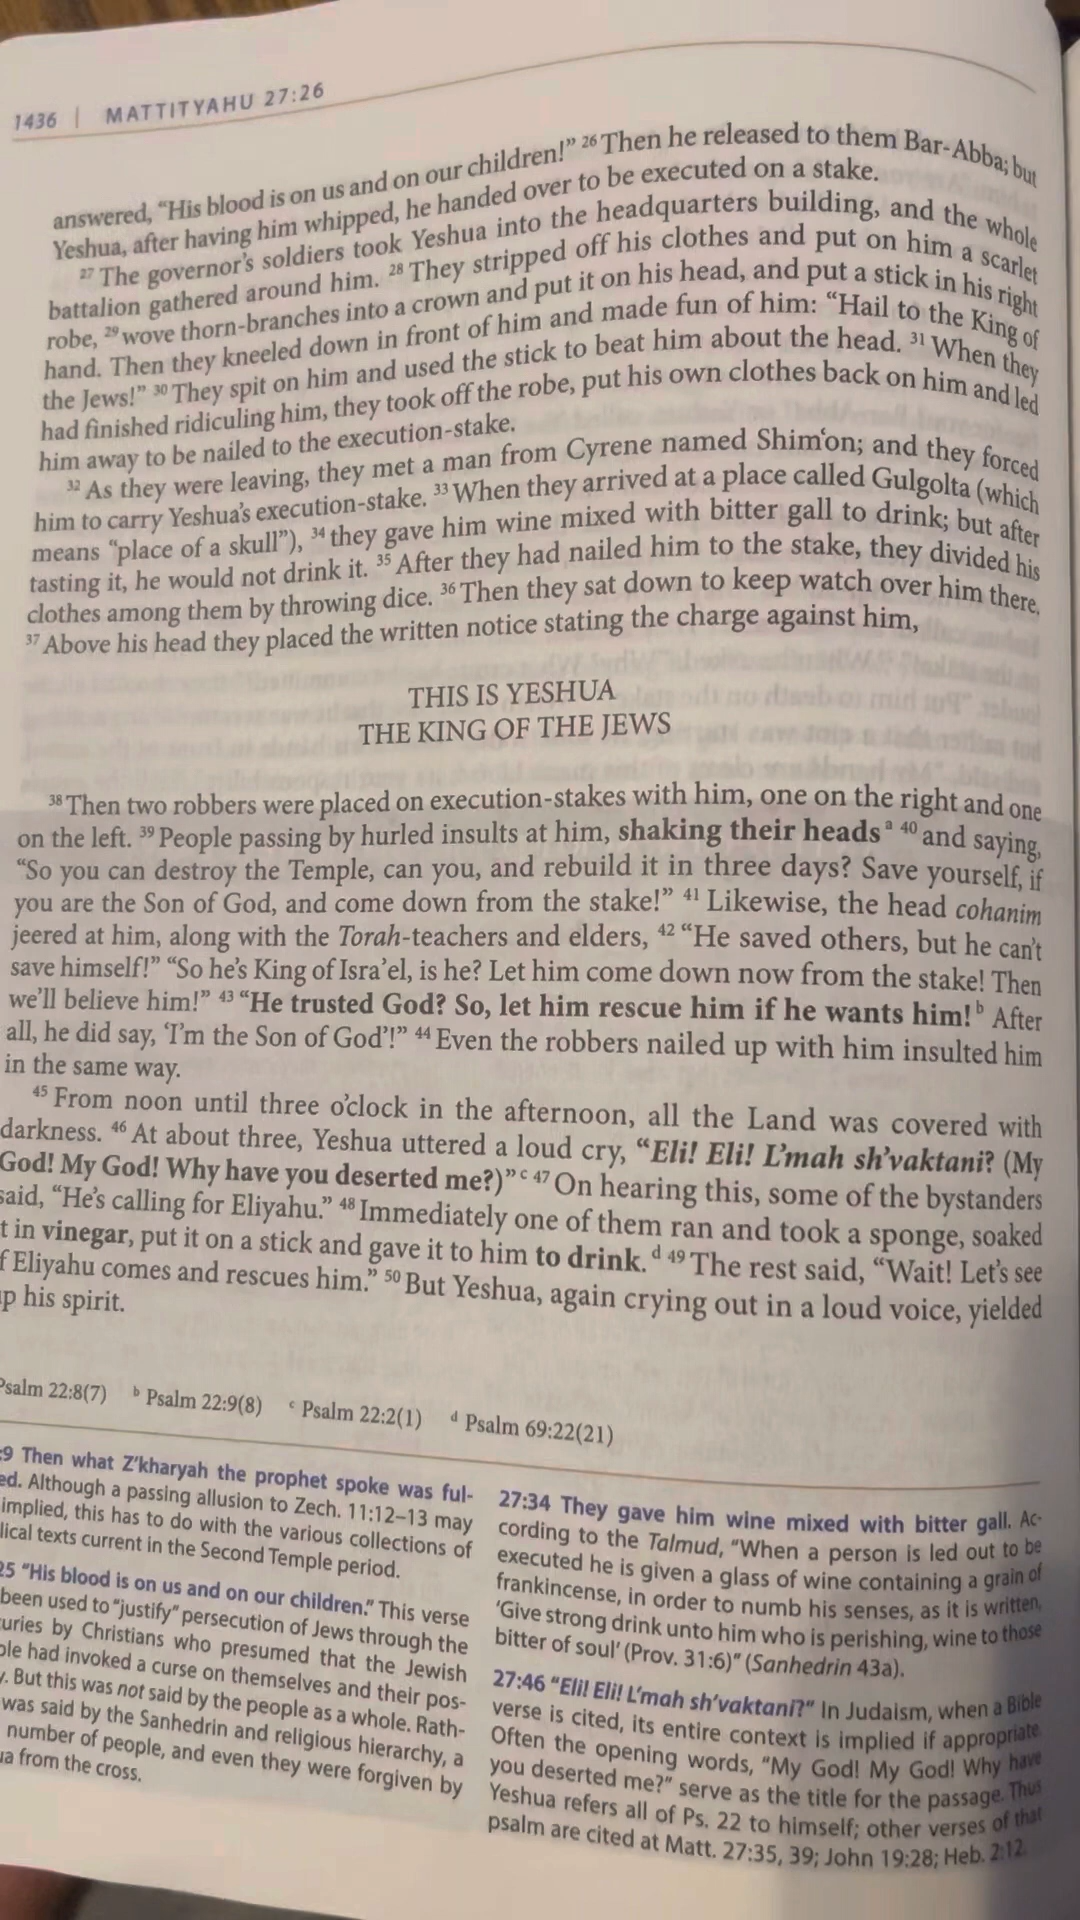 1436 | MATTITYAHU 27:26
answered, “His blood is on us and on our children!” ²⁶ Then he released to them Bar-Abba; but
Yeshua, after having him whipped, he handed over to be executed on a stake.
²⁷ The governor’s soldiers took Yeshua into the headquarters building, and the whole
battalion gathered around him. ²⁸ They stripped off his clothes and put on him a scarlet
robe, ²⁹ wove thorn-branches into a crown and put it on his head, and put a stick in his right
hand. Then they kneeled down in front of him and made fun of him: “Hail to the King of
the Jews!” ³⁰ They spit on him and used the stick to beat him about the head. ³¹ When they
had finished ridiculing him, they took off the robe, put his own clothes back on him and led
him away to be nailed to the execution-stake.
³² As they were leaving, they met a man from Cyrene named Shim‘on; and they forced
him to carry Yeshua’s execution-stake. ³³ When they arrived at a place called Gulgolta (which
means “place of a skull”), ³⁴ they gave him wine mixed with bitter gall to drink; but after
tasting it, he would not drink it. ³⁵ After they had nailed him to the stake, they divided his
clothes among them by throwing dice. ³⁶ Then they sat down to keep watch over him there.
³⁷ Above his head they placed the written notice stating the charge against him,
THIS IS YESHUA
THE KING OF THE JEWS
³⁸ Then two robbers were placed on execution-stakes with him, one on the right and one
on the left. ³⁹ People passing by hurled insults at him, shaking their heads ᵃ ⁴⁰ and saying,
“So you can destroy the Temple, can you, and rebuild it in three days? Save yourself, if
you are the Son of God, and come down from the stake!” ⁴¹ Likewise, the head cohanim
jeered at him, along with the Torah-teachers and elders, ⁴² “He saved others, but he can’t
save himself!” “So he’s King of Isra’el, is he? Let him come down now from the stake! Then
we’ll believe him!” ⁴³ “He trusted God? So, let him rescue him if he wants him! ᵇ After
all, he did say, ‘I’m the Son of God’!” ⁴⁴ Even the robbers nailed up with him insulted him
in the same way.
⁴⁵ From noon until three o’clock in the afternoon, all the Land was covered with
darkness. ⁴⁶ At about three, Yeshua uttered a loud cry, “Eli! Eli! L’mah sh’vaktani? (My
God! My God! Why have you deserted me?)” ᶜ ⁴⁷ On hearing this, some of the bystanders
said, “He’s calling for Eliyahu.” ⁴⁸ Immediately one of them ran and took a sponge, soaked
t in vinegar, put it on a stick and gave it to him to drink. ᵈ ⁴⁹ The rest said, “Wait! Let’s see
f Eliyahu comes and rescues him.” ⁵⁰ But Yeshua, again crying out in a loud voice, yielded
up his spirit.
Psalm 22:8(7) ᵇ Psalm 22:9(8) ᶜ Psalm 22:2(1) ᵈ Psalm 69:22(21)
:9 Then what Z’kharyah the prophet spoke was ful-
ed. Although a passing allusion to Zech. 11:12–13 may
implied, this has to do with the various collections of
lical texts current in the Second Temple period.
25 “His blood is on us and on our children.” This verse
been used to “justify” persecution of Jews through the
uries by Christians who presumed that the Jewish
ple had invoked a curse on themselves and their pos-
y. But this was not said by the people as a whole. Rath-
was said by the Sanhedrin and religious hierarchy, a
number of people, and even they were forgiven by
ua from the cross.
27:34 They gave him wine mixed with bitter gall. Ac-
cording to the Talmud, “When a person is led out to be
executed he is given a glass of wine containing a grain of
frankincense, in order to numb his senses, as it is written,
‘Give strong drink unto him who is perishing, wine to those
bitter of soul’ (Prov. 31:6)” (Sanhedrin 43a).
27:46 “Eli! Eli! L’mah sh’vaktani?” In Judaism, when a Bible
verse is cited, its entire context is implied if appropriate.
Often the opening words, “My God! My God! Why have
you deserted me?” serve as the title for the passage. Thus
Yeshua refers all of Ps. 22 to himself; other verses of that
psalm are cited at Matt. 27:35, 39; John 19:28; Heb. 2:12.